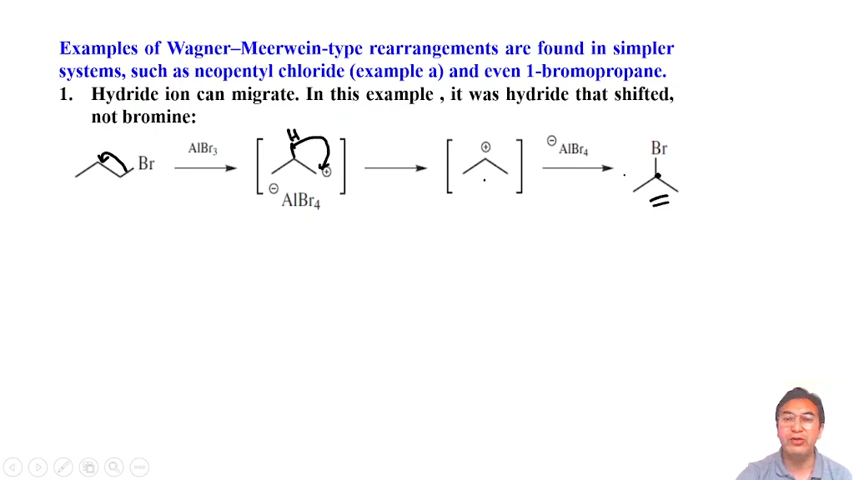 Examples of Wagner–Meerwein-type rearrangements are found in simpler
systems, such as neopentyl chloride (example a) and even 1-bromopropane.
1. Hydride ion can migrate. In this example , it was hydride that shifted,
not bromine:
Br AlBr3 H ⊕ ⊖ AlBr4 ⊕ ⊖ AlBr4 Br